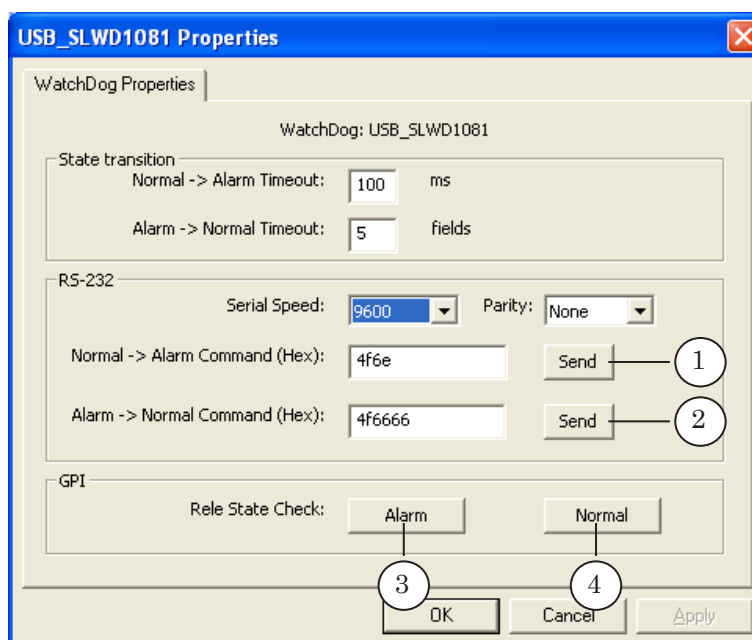 USB_SLWD1081 Properties
WatchDog Properties
WatchDog: USB_SLWD1081
State transition
Normal -> Alarm Timeout: 100 ms
Alarm -> Normal Timeout: 5 fields
RS-232
Serial Speed: 9600 Parity: None
Normal -> Alarm Command (Hex): 4f6e Send 1
Alarm -> Normal Command (Hex): 4f6666 Send 2
GPI
Rele State Check: Alarm Normal
3 4
OK Cancel Apply